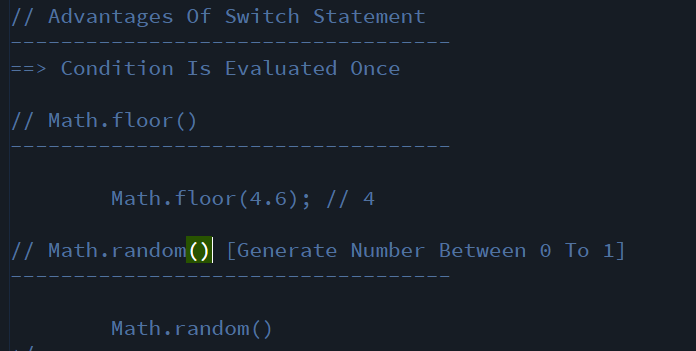 // Advantages Of Switch Statement
-----------------------------------
==> Condition Is Evaluated Once
// Math.floor()
-----------------------------------
Math.floor(4.6); // 4
// Math.random() [Generate Number Between 0 To 1]
-----------------------------------
Math.random()